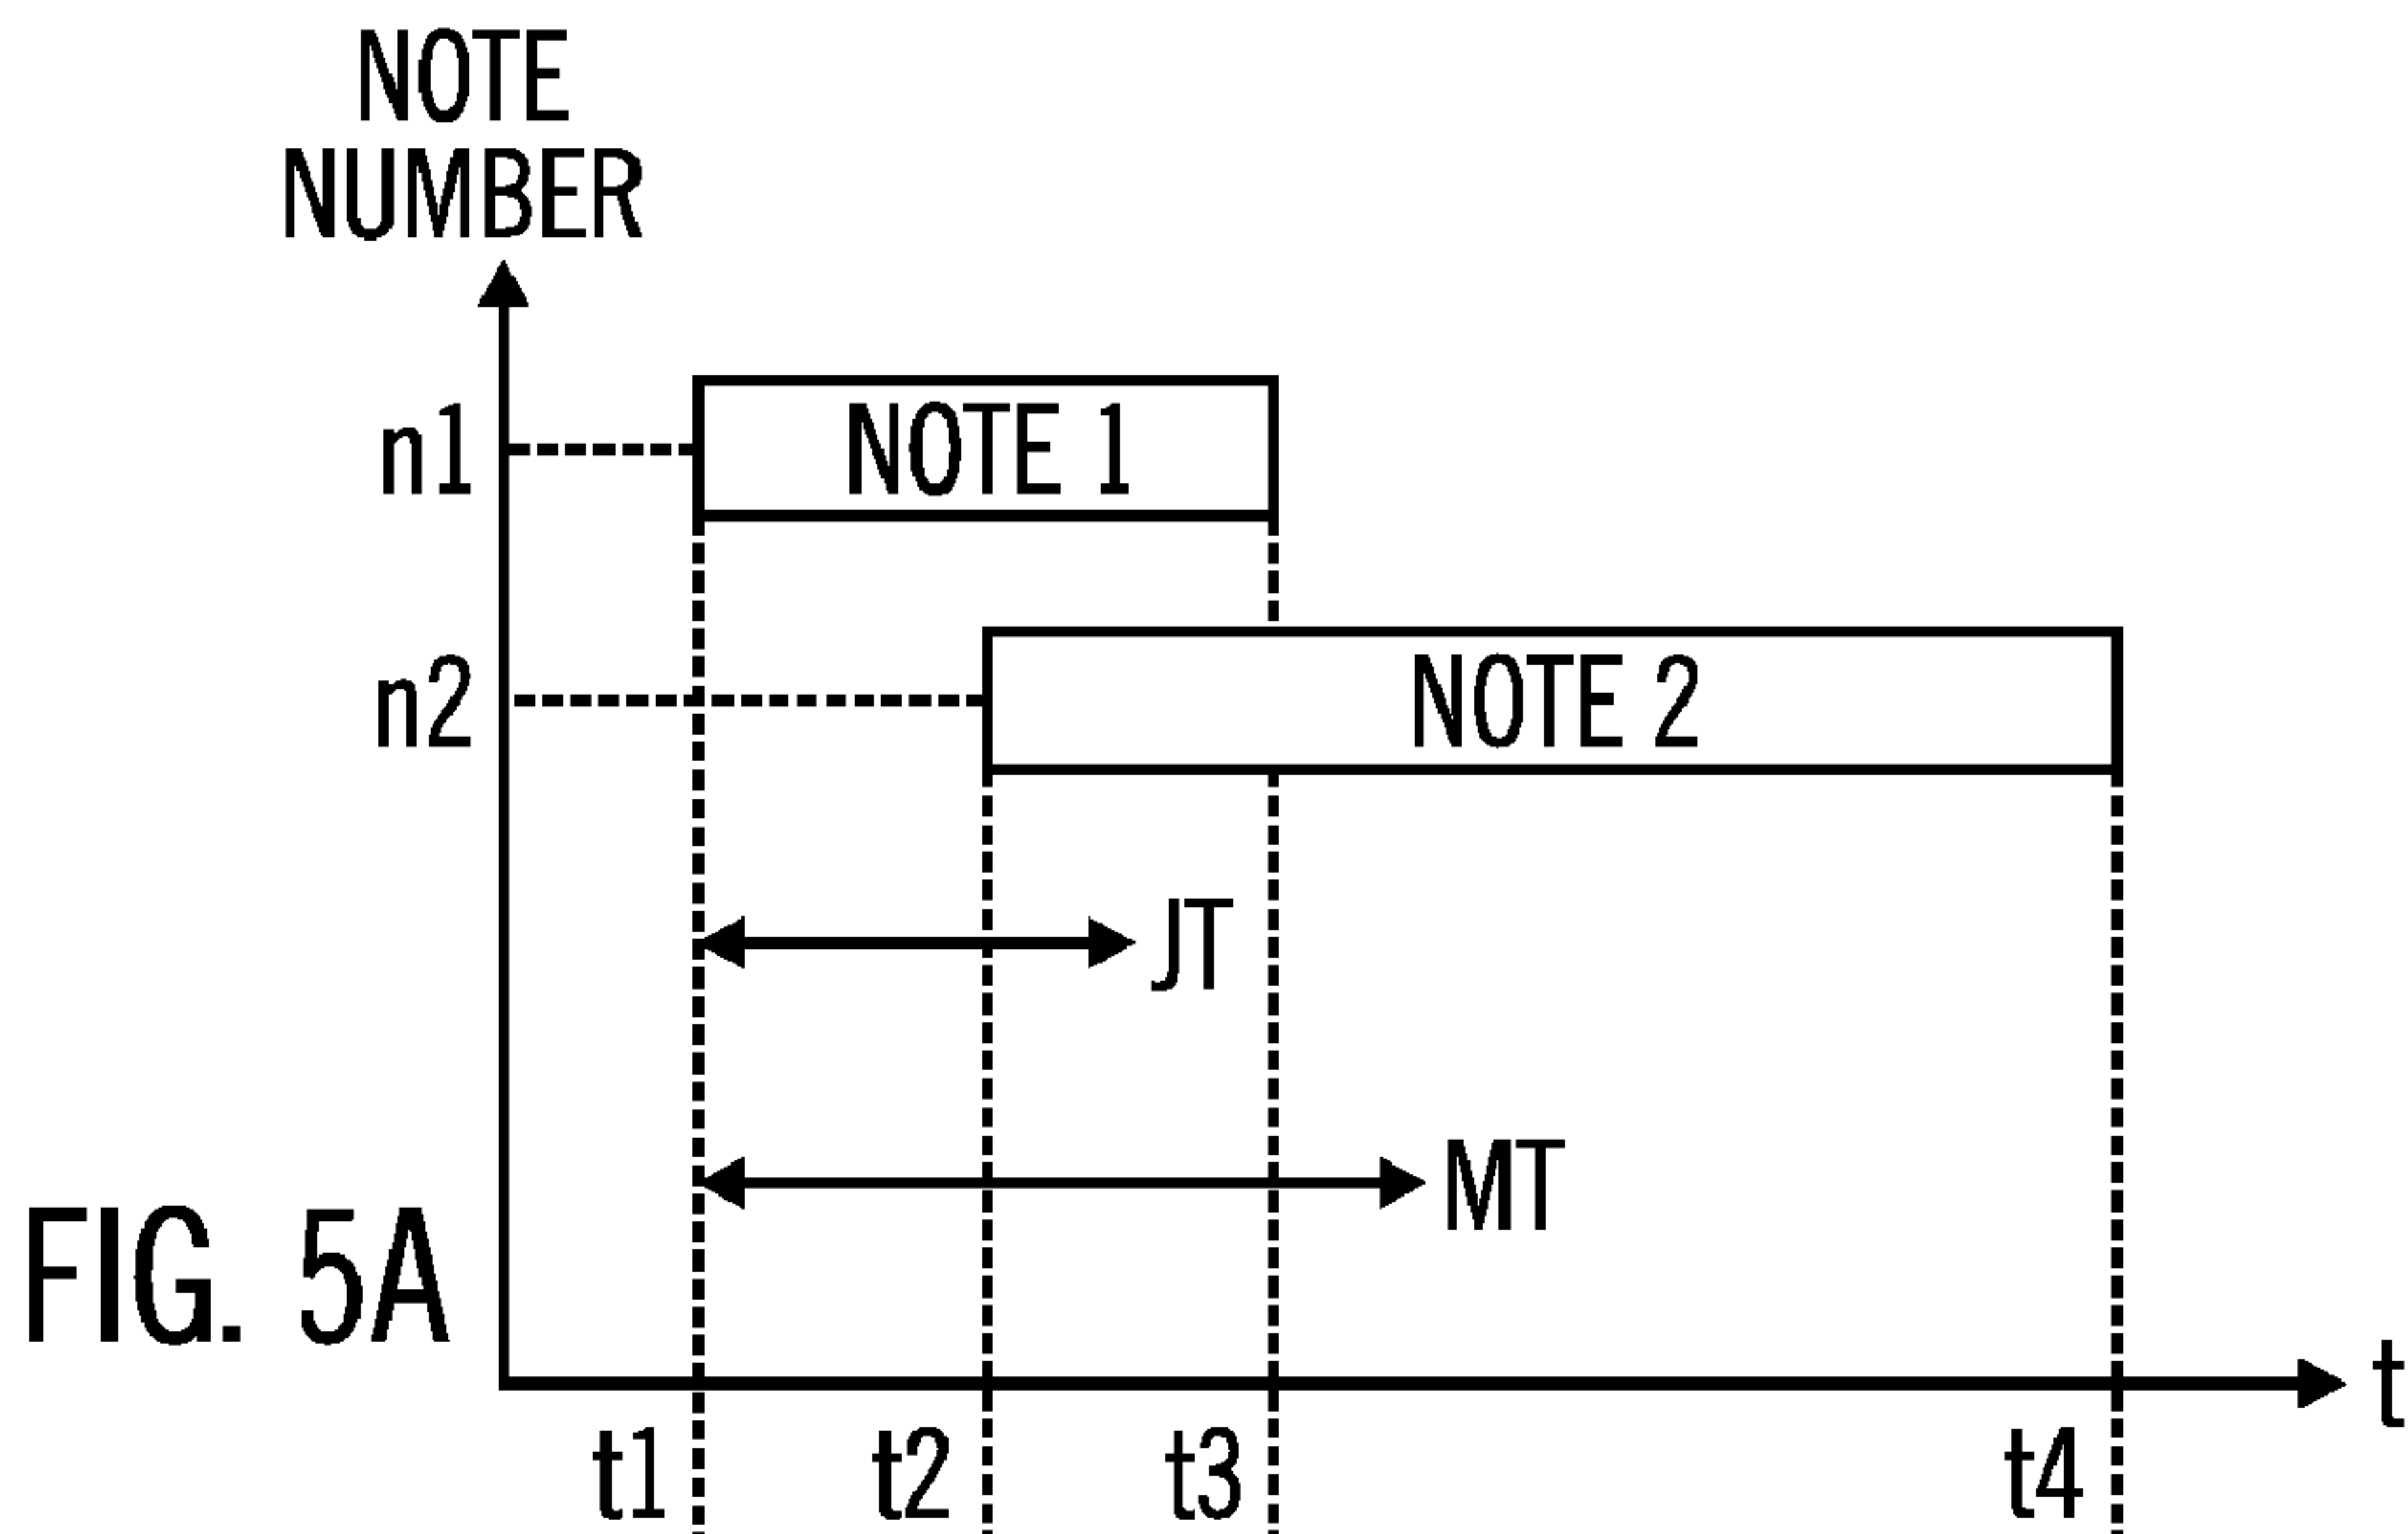 NOTE
NUMBER
n1
NOTE 1
n2
NOTE 2
JT
MT
FIG. 5A
t
t1
t2
t3
t4